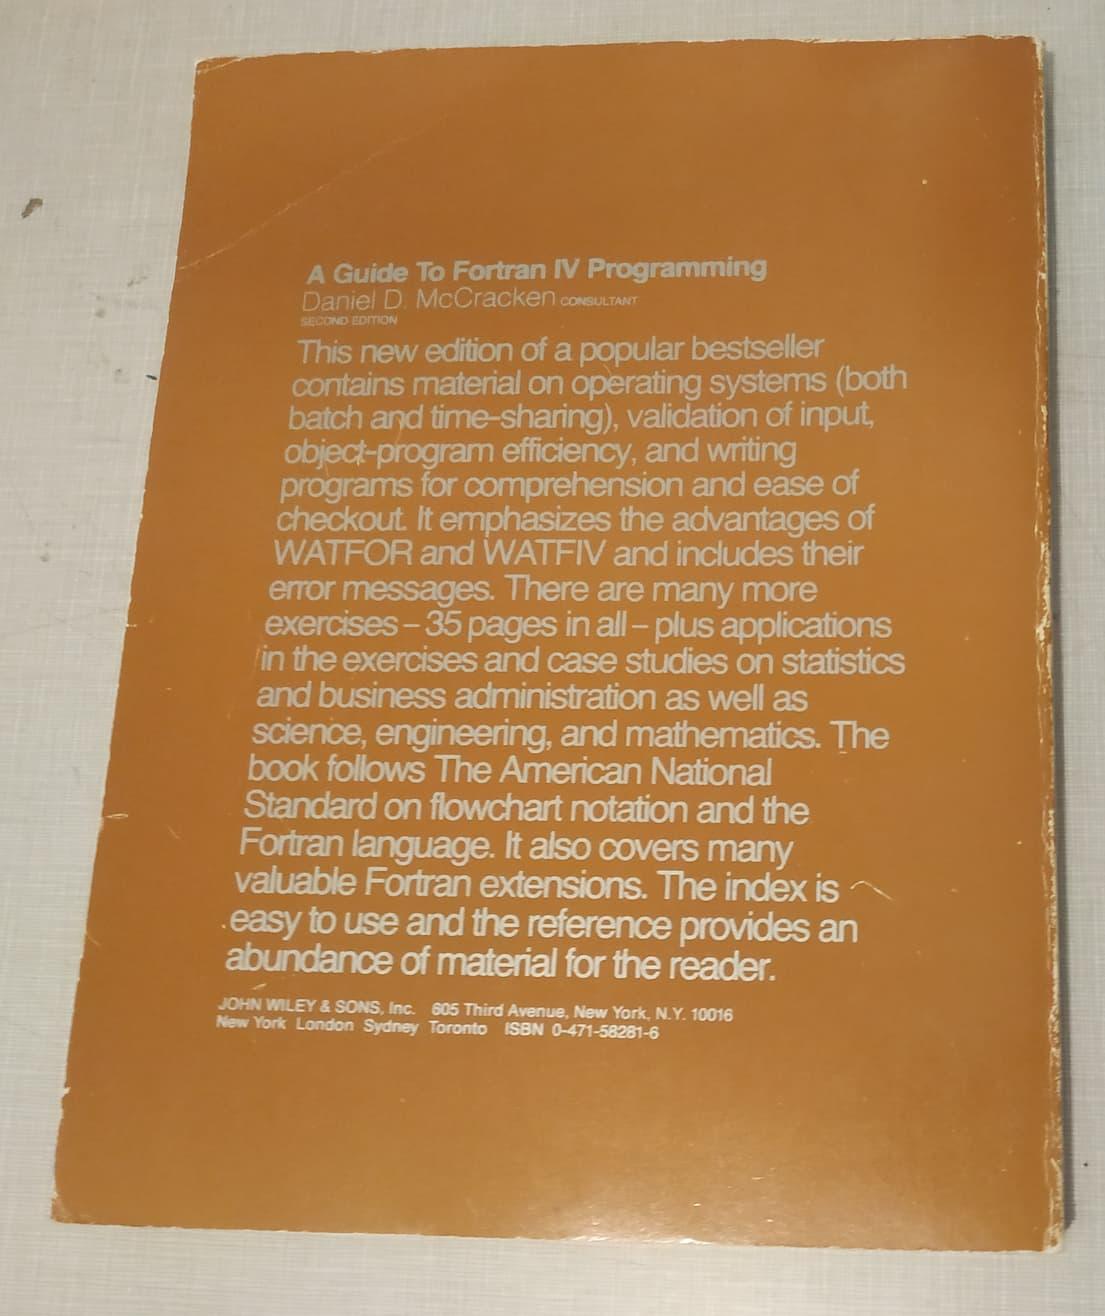 A Guide To Fortran IV Programming
Daniel D. McCracken CONSULTANT
SECOND EDITION
This new edition of a popular bestseller
contains material on operating systems (both
batch and time-sharing), validation of input,
object-program efficiency, and writing
programs for comprehension and ease of
checkout. It emphasizes the advantages of
WATFOR and WATFIV and includes their
error messages. There are many more
exercises – 35 pages in all – plus applications
in the exercises and case studies on statistics
and business administration as well as
science, engineering, and mathematics. The
book follows The American National
Standard on flowchart notation and the
Fortran language. It also covers many
valuable Fortran extensions. The index is
easy to use and the reference provides an
abundance of material for the reader.
JOHN WILEY & SONS, Inc. 605 Third Avenue, New York, N.Y. 10016
New York London Sydney Toronto ISBN 0-471-58281-6